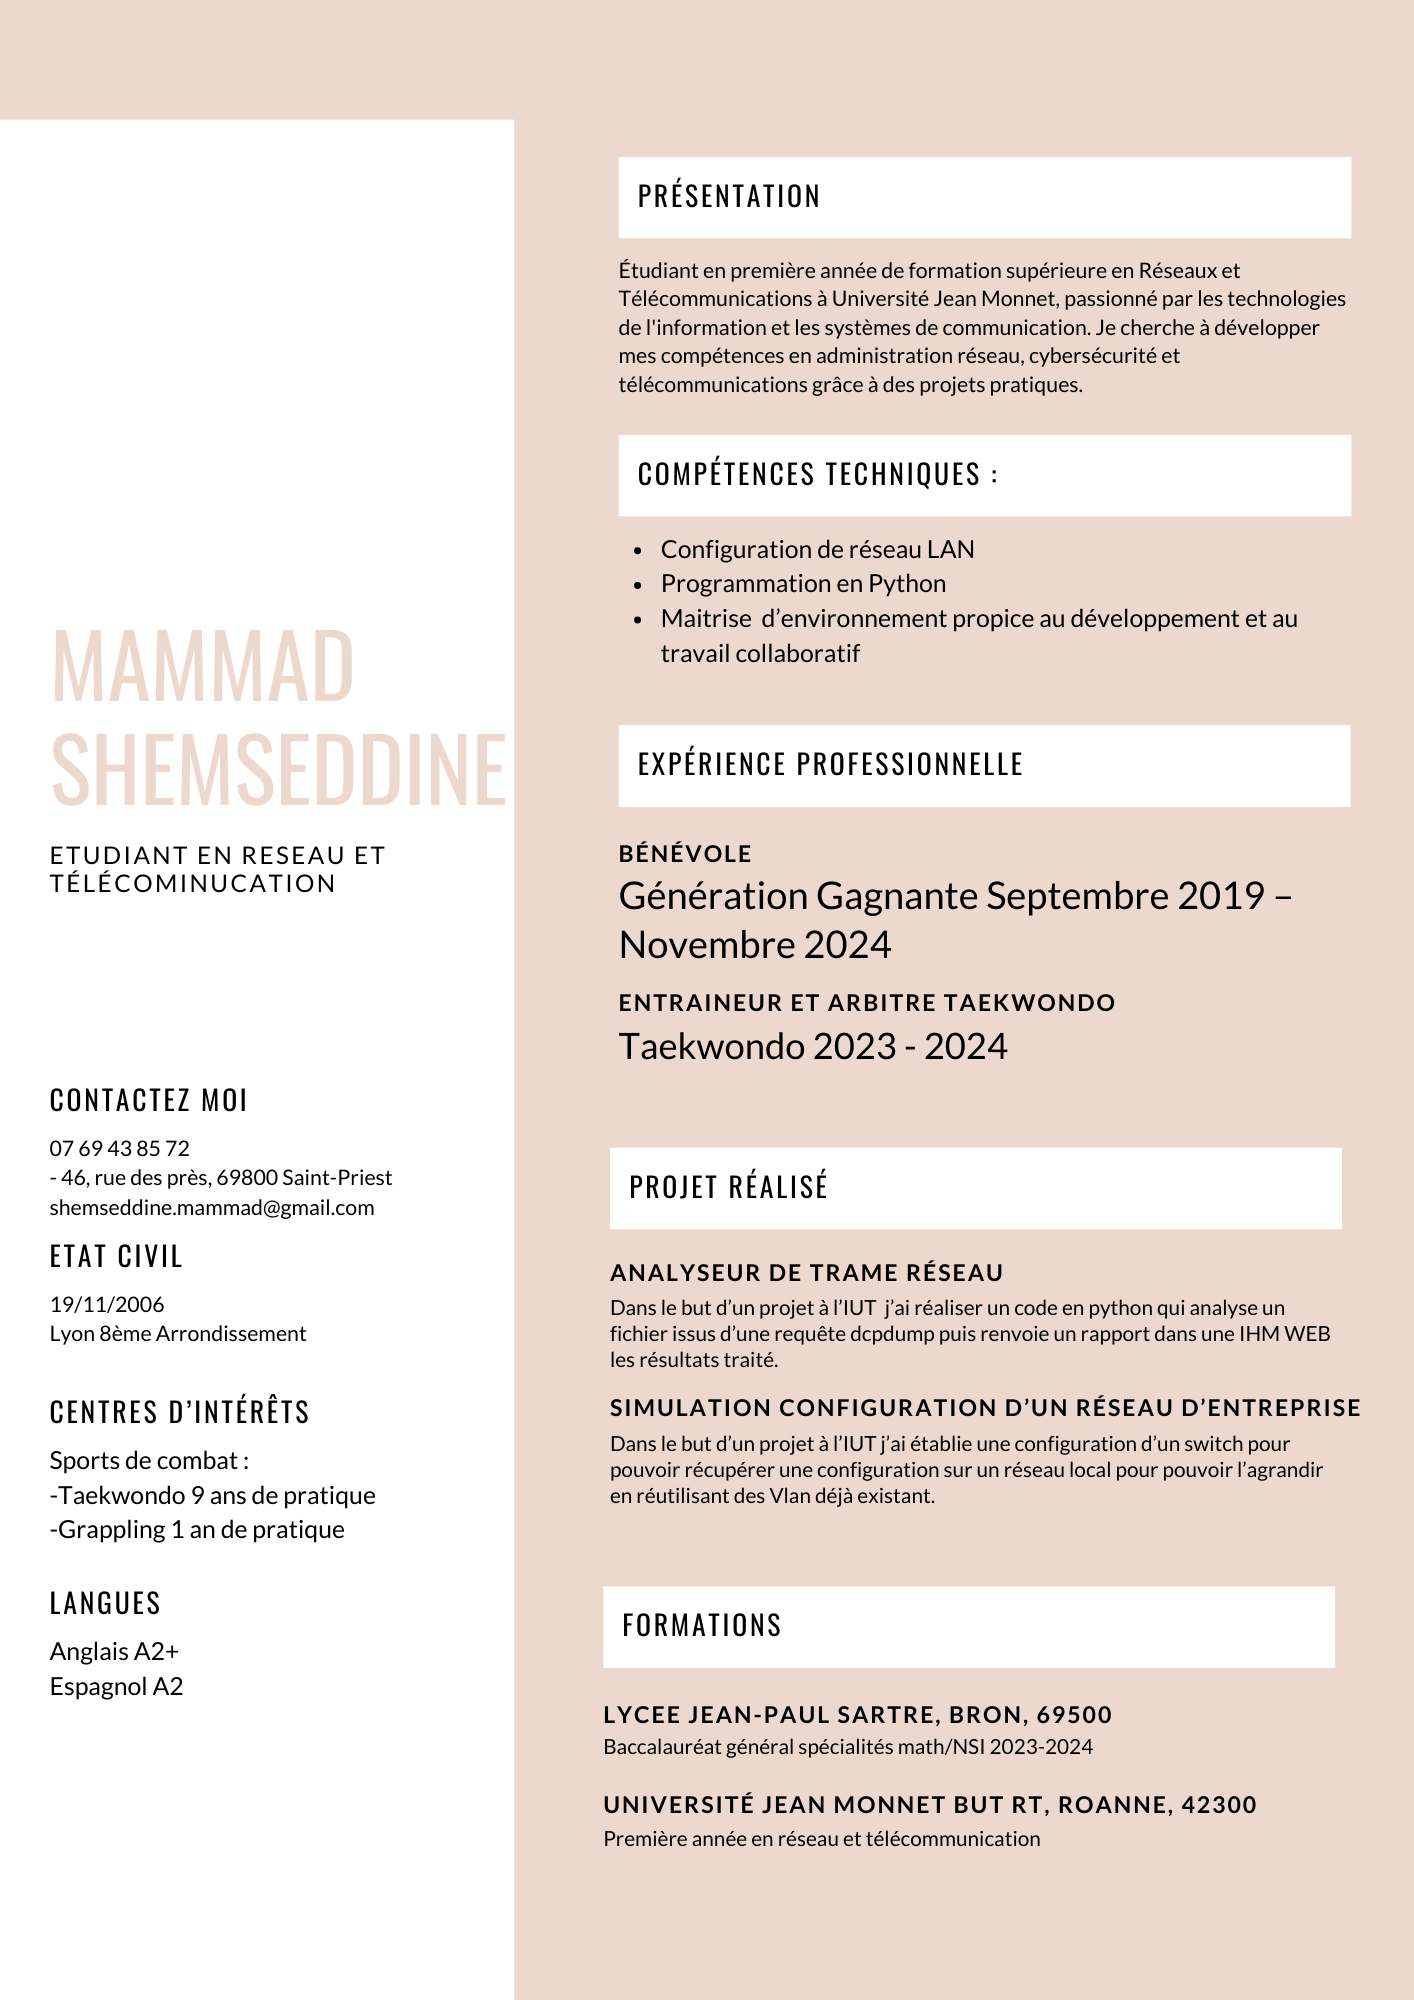 MAMMAD
SHEMSEDDINE
ETUDIANT EN RESEAU ET
TÉLÉCOMINUCATION
CONTACTEZ MOI
07 69 43 85 72
- 46, rue des près, 69800 Saint-Priest
shemseddine.mammad@gmail.com
ETAT CIVIL
19/11/2006
Lyon 8ème Arrondissement
CENTRES D’INTÉRÊTS
Sports de combat :
-Taekwondo 9 ans de pratique
-Grappling 1 an de pratique
LANGUES
Anglais A2+
Espagnol A2
PRÉSENTATION
Étudiant en première année de formation supérieure en Réseaux et
Télécommunications à Université Jean Monnet, passionné par les technologies
de l'information et les systèmes de communication. Je cherche à développer
mes compétences en administration réseau, cybersécurité et
télécommunications grâce à des projets pratiques.
COMPÉTENCES TECHNIQUES :
• Configuration de réseau LAN
• Programmation en Python
• Maitrise  d’environnement propice au développement et au
travail collaboratif
EXPÉRIENCE PROFESSIONNELLE
BÉNÉVOLE
Génération Gagnante Septembre 2019 –
Novembre 2024
ENTRAINEUR ET ARBITRE TAEKWONDO
Taekwondo 2023 - 2024
PROJET RÉALISÉ
ANALYSEUR DE TRAME RÉSEAU
Dans le but d’un projet à l’IUT  j’ai réaliser un code en python qui analyse un
fichier issus d’une requête dcpdump puis renvoie un rapport dans une IHM WEB
les résultats traité.
SIMULATION CONFIGURATION D’UN RÉSEAU D’ENTREPRISE
Dans le but d’un projet à l’IUT j’ai établie une configuration d’un switch pour
pouvoir récupérer une configuration sur un réseau local pour pouvoir l’agrandir
en réutilisant des Vlan déjà existant.
FORMATIONS
LYCEE JEAN-PAUL SARTRE, BRON, 69500
Baccalauréat général spécialités math/NSI 2023-2024
UNIVERSITÉ JEAN MONNET BUT RT, ROANNE, 42300
Première année en réseau et télécommunication